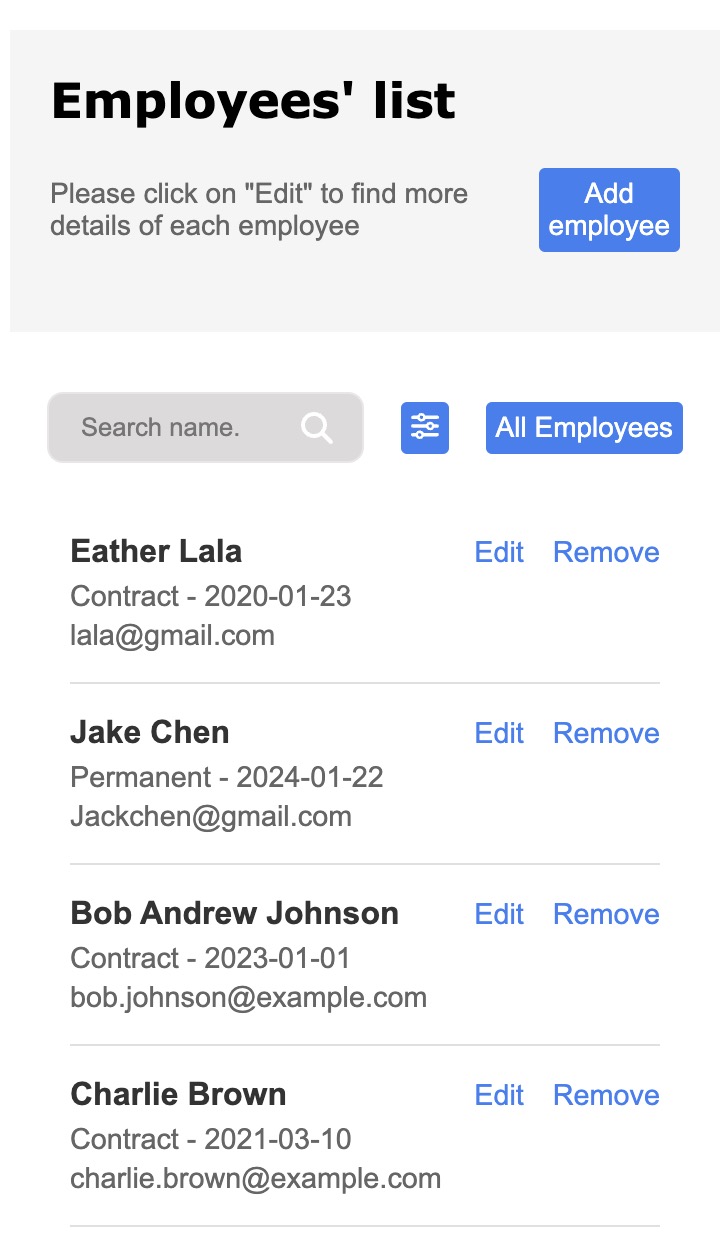 Employees' list
Please click on "Edit" to find more
details of each employee
Add
employee
Search name.
All Employees
Eather Lala
Edit
Remove
Contract - 2020-01-23
lala@gmail.com
Jake Chen
Edit
Remove
Permanent - 2024-01-22
Jackchen@gmail.com
Bob Andrew Johnson
Edit
Remove
Contract - 2023-01-01
bob.johnson@example.com
Charlie Brown
Edit
Remove
Contract - 2021-03-10
charlie.brown@example.com